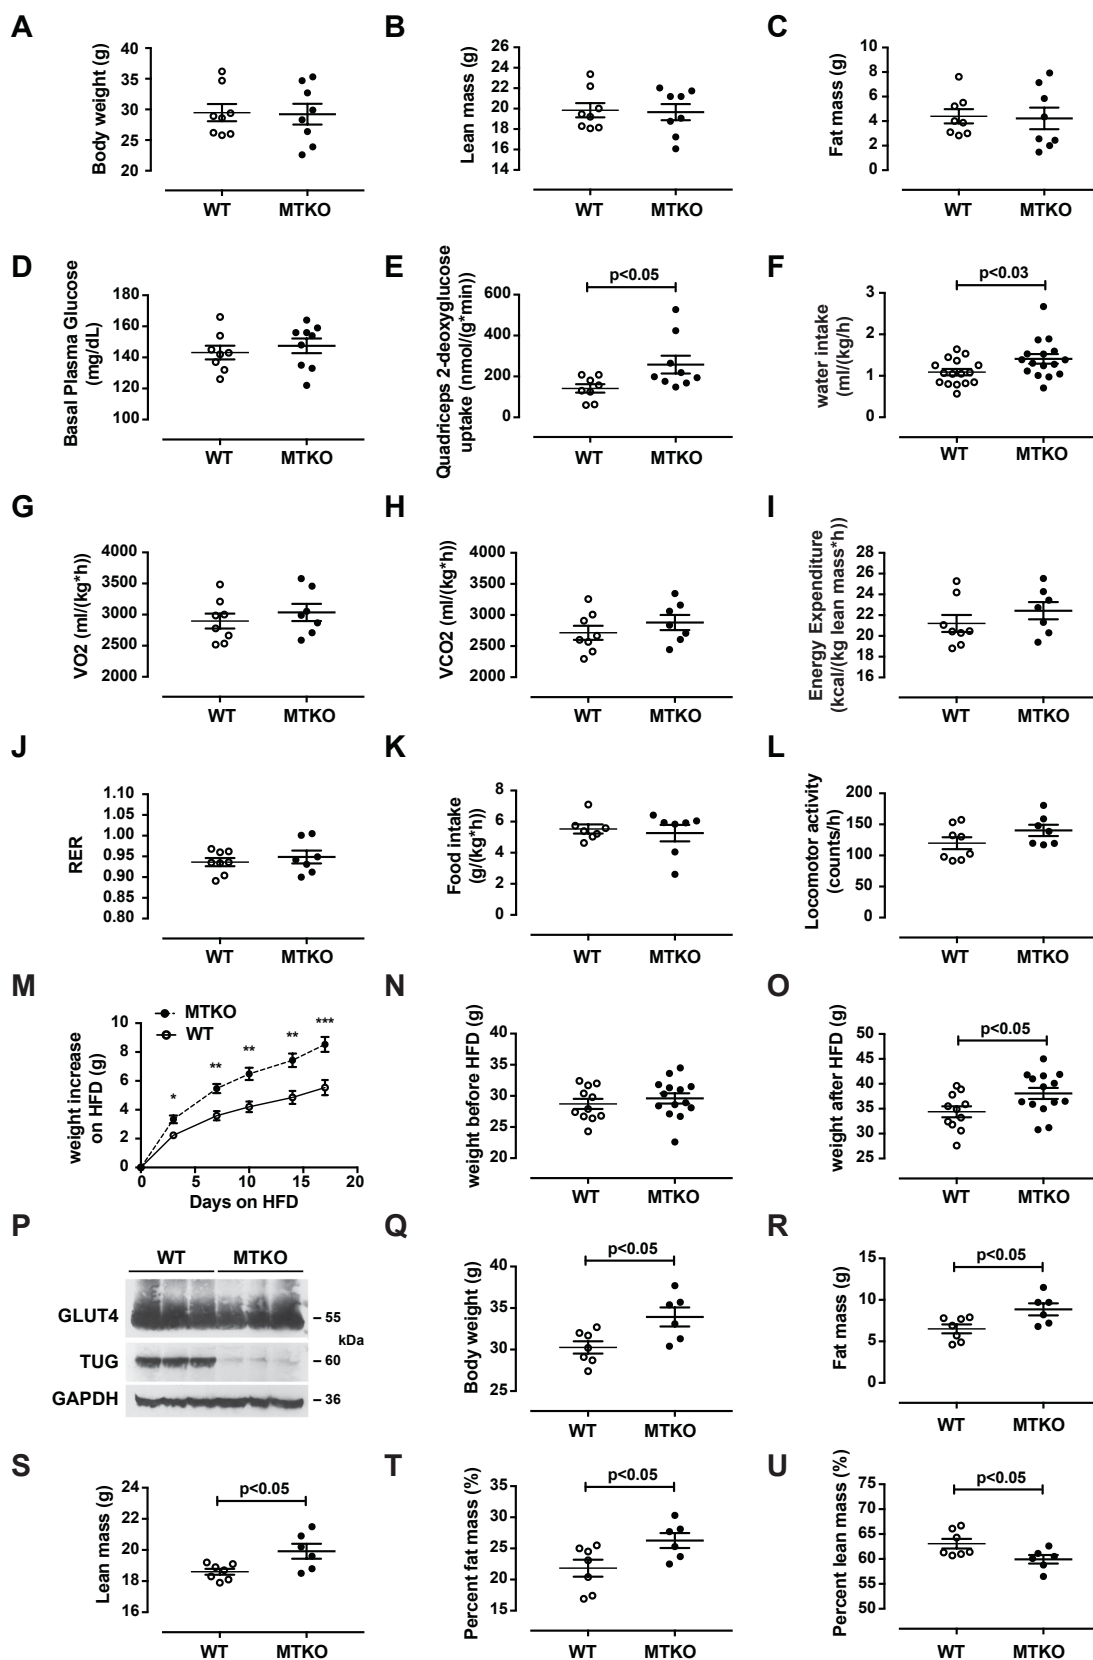 A
Body weight (g)
40
35
30
25
20
WT
MTKO
B
Lean mass (g)
26
24
22
20
18
16
14
WT
MTKO
C
Fat mass (g)
10
8
6
4
2
0
WT
MTKO
D
Basal Plasma Glucose
(mg/dL)
180
160
140
120
100
WT
MTKO
E
Quadriceps 2-deoxyglucose
uptake (nmol/(g*min))
p<0.05
600
400
200
0
WT
MTKO
F
water intake
(ml/(kg/h)
p<0.03
3
2
1
0
WT
MTKO
G
VO2 (ml/(kg*h))
4000
3500
3000
2500
2000
WT
MTKO
H
VCO2 (ml/(kg*h))
4000
3500
3000
2500
2000
WT
MTKO
I
Energy Expenditure
(kcal/(kg lean mass*h))
28
26
24
22
20
18
16
WT
MTKO
J
RER
1.10
1.05
1.00
0.95
0.90
0.85
0.80
WT
MTKO
K
Food intake
(g/(kg*h))
8
6
4
2
0
WT
MTKO
L
Locomotor activity
(counts/h)
200
150
100
50
0
WT
MTKO
M
weight increase
on HFD (g)
MTKO
WT
10
8
6
4
2
0
*
**
**
**
***
0
5
10
15
20
Days on HFD
N
weight before HFD (g)
40
35
30
25
20
WT
MTKO
O
weight after HFD (g)
p<0.05
50
45
40
35
30
25
WT
MTKO
P
WT
MTKO
GLUT4
– 55
kDa
TUG
– 60
GAPDH
– 36
Q
Body weight (g)
p<0.05
40
35
30
25
WT
MTKO
R
Fat mass (g)
p<0.05
15
10
5
0
WT
MTKO
S
Lean mass (g)
p<0.05
24
22
20
18
16
WT
MTKO
T
Percent fat mass (%)
p<0.05
35
30
25
20
15
WT
MTKO
U
Percent lean mass (%)
p<0.05
75
70
65
60
55
50
WT
MTKO